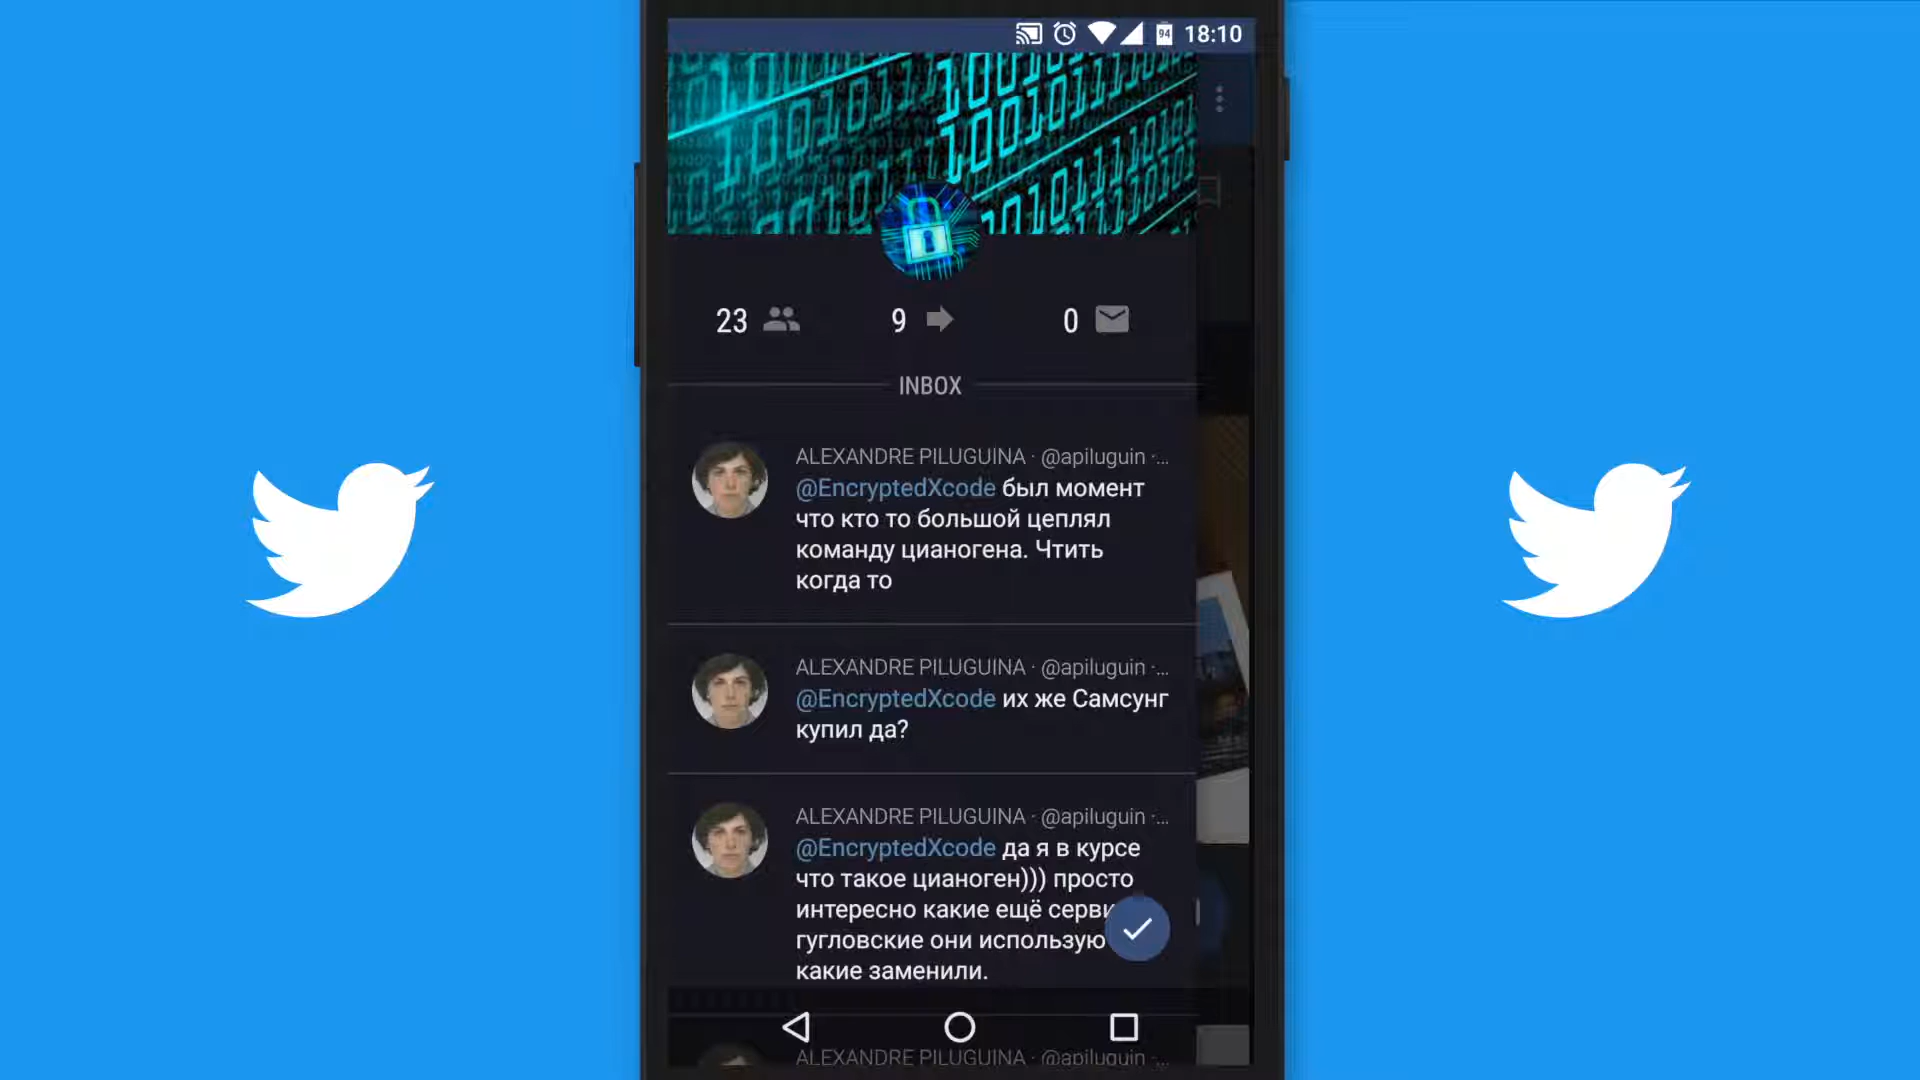 94 18:10
23 9 0
INBOX
ALEXANDRE PILUGUINA · @apiluguin ·...
@EncryptedXcode был момент
что кто то большой цеплял
команду цианогена. Чтить
когда то
ALEXANDRE PILUGUINA · @apiluguin ·...
@EncryptedXcode их же Самсунг
купил да?
ALEXANDRE PILUGUINA · @apiluguin ·...
@EncryptedXcode да я в курсе
что такое цианоген))) просто
интересно какие ещё серви
гугловские они использую
какие заменили.
ALEXANDRE PILUGUINA · @apiluguin ·...